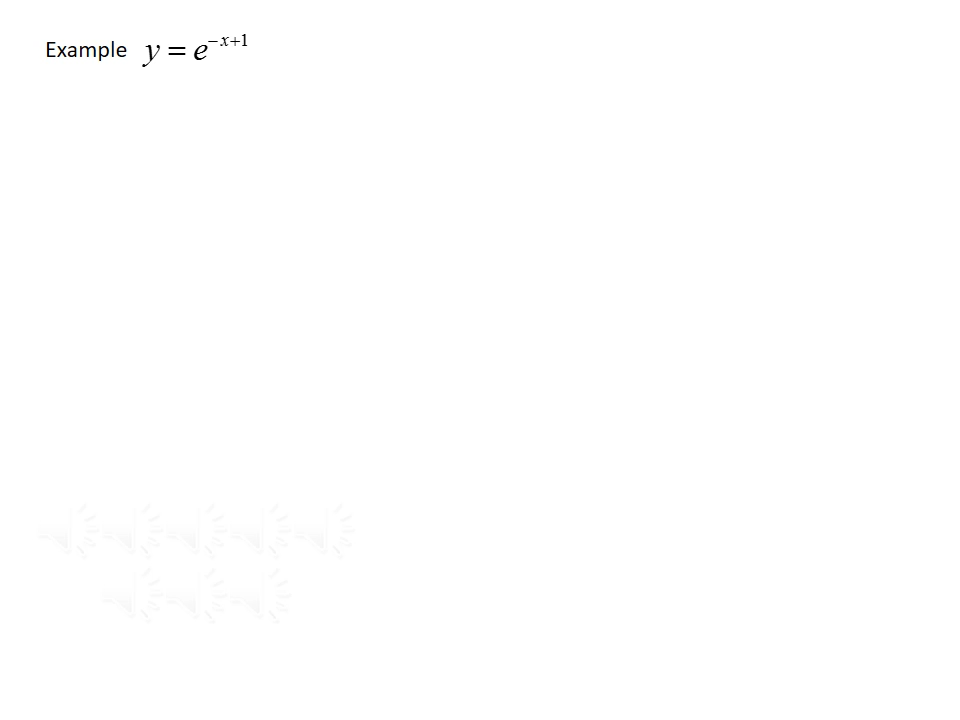 Example y = e^{-x+1}